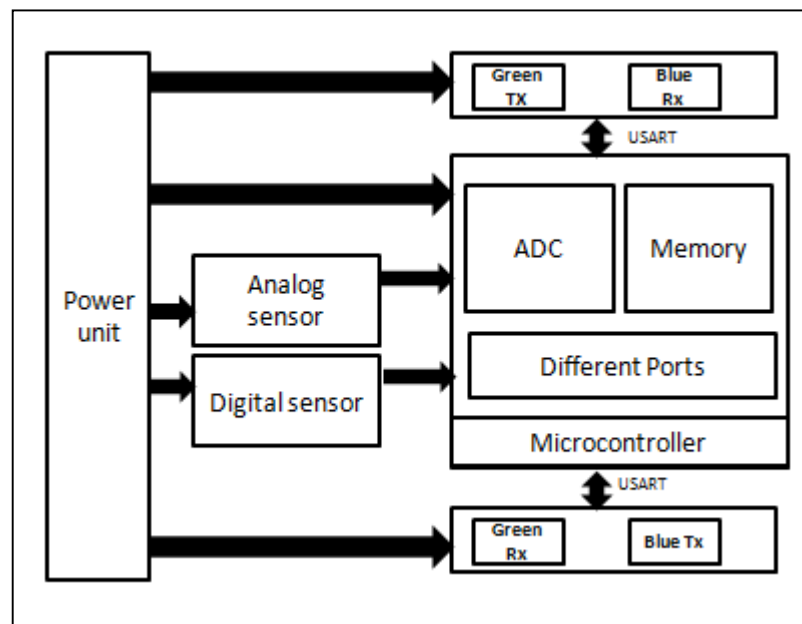 Green
TX
Blue
Rx
USART
ADC
Memory
Analog
sensor
Power
unit
Different Ports
Digital sensor
Microcontroller
USART
Green
Rx
Blue Tx